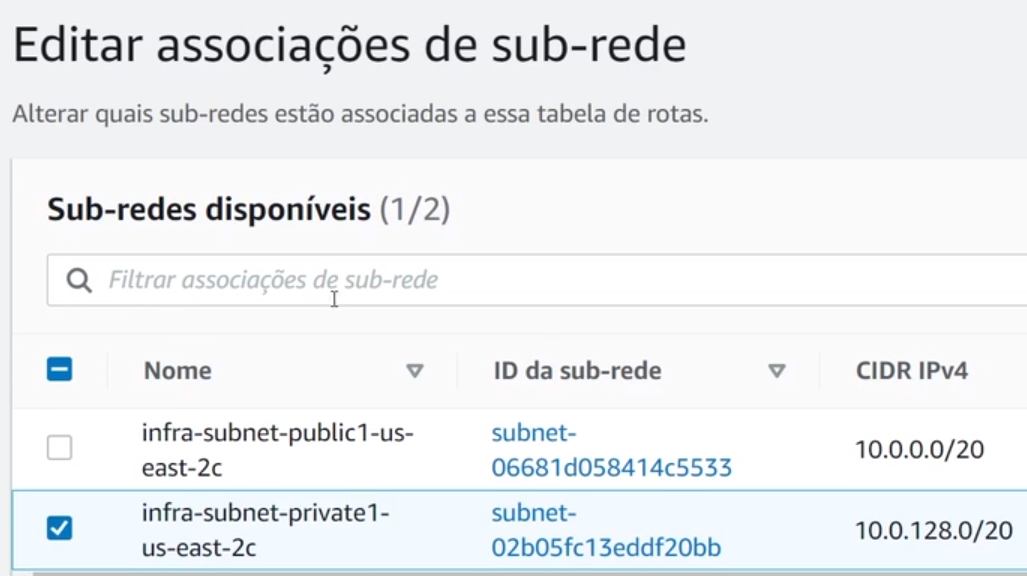 Editar associações de sub-rede
Alterar quais sub-redes estão associadas a essa tabela de rotas.
Sub-redes disponíveis (1/2)
Filtrar associações de sub-rede
Nome ID da sub-rede CIDR IPv4
infra-subnet-public1-us-
east-2c
subnet-
06681d058414c5533
10.0.0.0/20
infra-subnet-private1-
us-east-2c
subnet-
02b05fc13eddf20bb
10.0.128.0/20